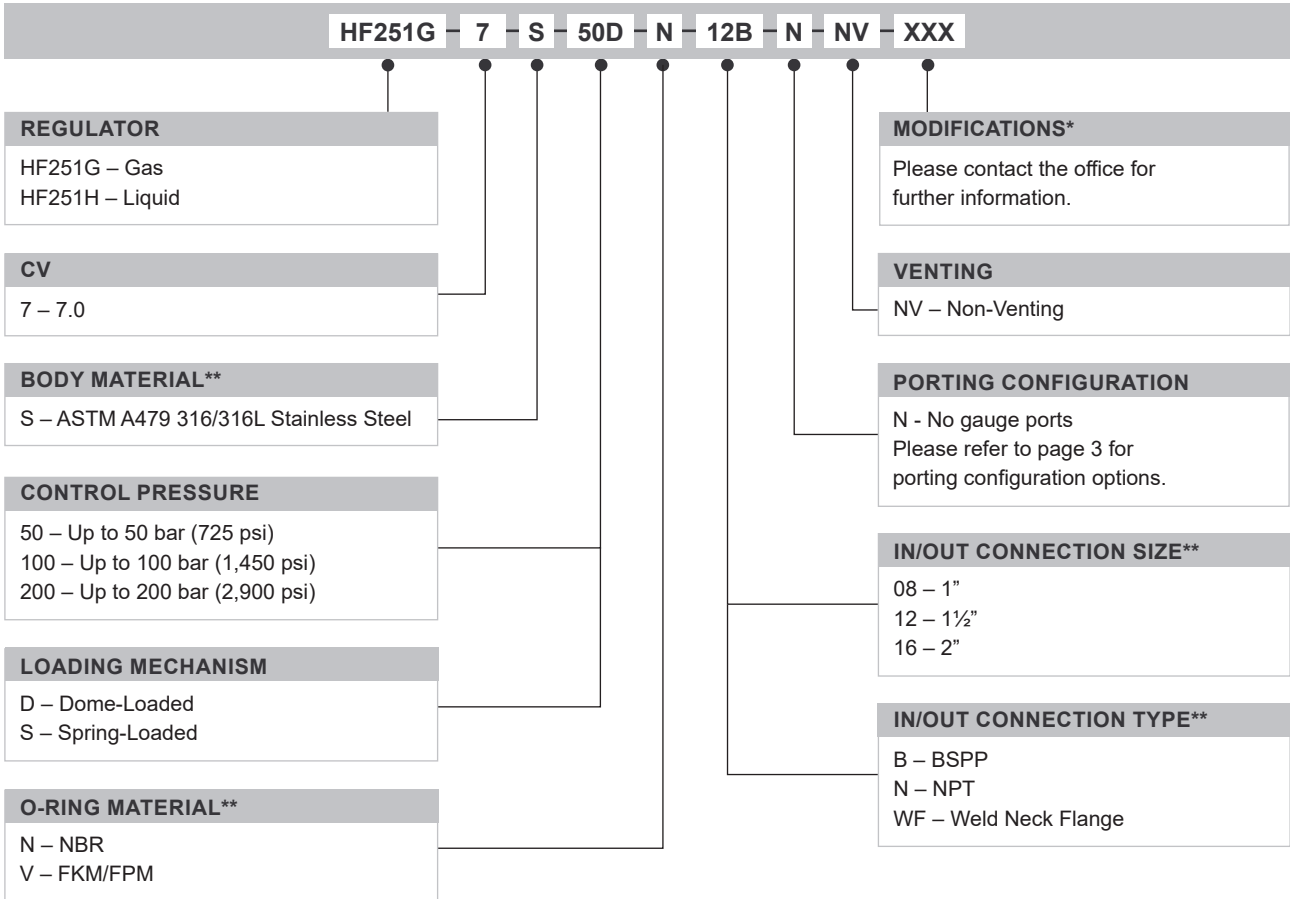 HF251G 7 S 50D N 12B N NV XXX
REGULATOR
HF251G – Gas
HF251H – Liquid
CV
7 – 7.0
BODY MATERIAL**
S – ASTM A479 316/316L Stainless Steel
CONTROL PRESSURE
50 – Up to 50 bar (725 psi)
100 – Up to 100 bar (1,450 psi)
200 – Up to 200 bar (2,900 psi)
LOADING MECHANISM
D – Dome-Loaded
S – Spring-Loaded
O-RING MATERIAL**
N – NBR
V – FKM/FPM
MODIFICATIONS*
Please contact the office for
further information.
VENTING
NV – Non-Venting
PORTING CONFIGURATION
N - No gauge ports
Please refer to page 3 for
porting configuration options.
IN/OUT CONNECTION SIZE**
08 – 1”
12 – 1½”
16 – 2”
IN/OUT CONNECTION TYPE**
B – BSPP
N – NPT
WF – Weld Neck Flange